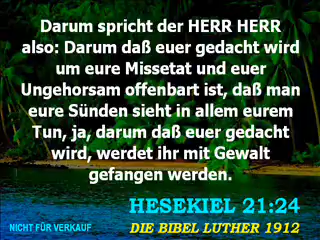 Darum spricht der HERR HERR
also: Darum daß euer gedacht wird
um eure Missetat und euer
Ungehorsam offenbart ist, daß man
eure Sünden sieht in allem eurem
Tun, ja, darum daß euer gedacht
wird, werdet ihr mit Gewalt
gefangen werden.
HESEKIEL 21:24
NICHT FÜR VERKAUF
DIE BIBEL LUTHER 1912